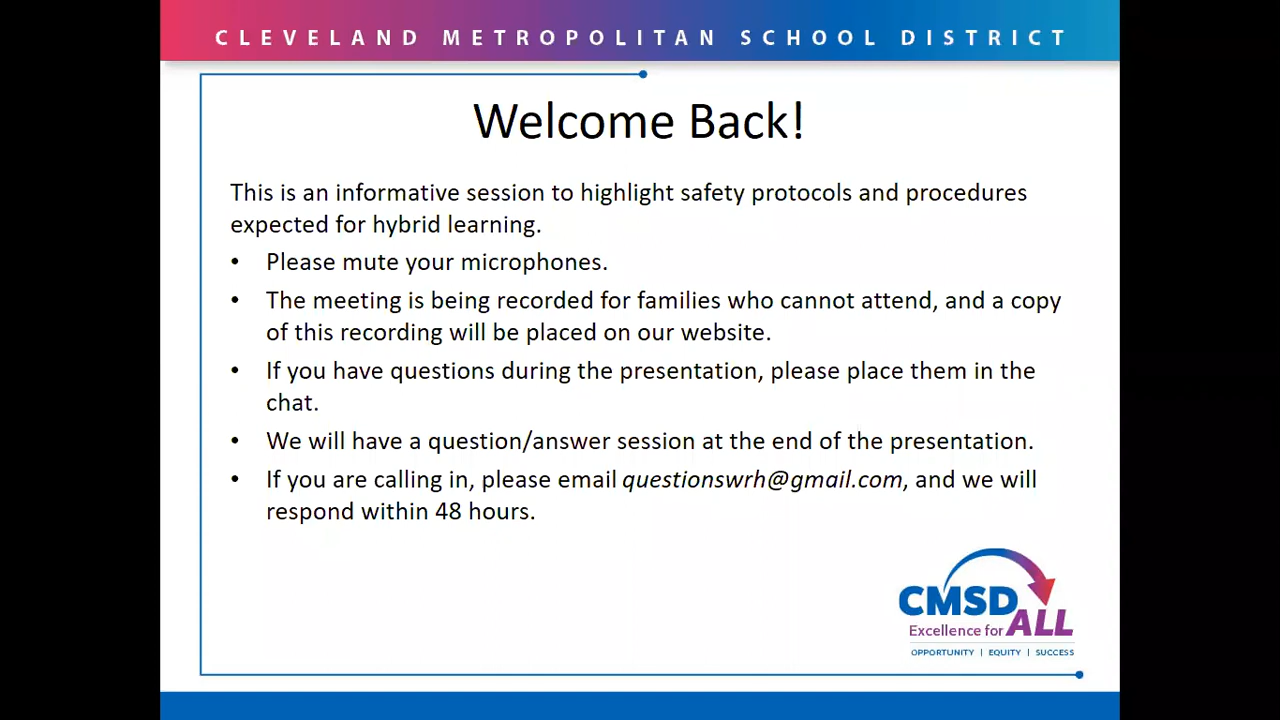 CLEVELAND METROPOLITAN SCHOOL DISTRICT
Welcome Back!
This is an informative session to highlight safety protocols and procedures
expected for hybrid learning.
• Please mute your microphones.
• The meeting is being recorded for families who cannot attend, and a copy
of this recording will be placed on our website.
• If you have questions during the presentation, please place them in the
chat.
• We will have a question/answer session at the end of the presentation.
• If you are calling in, please email questionswrh@gmail.com, and we will
respond within 48 hours.
CMSD
Excellence for ALL
OPPORTUNITY | EQUITY | SUCCESS